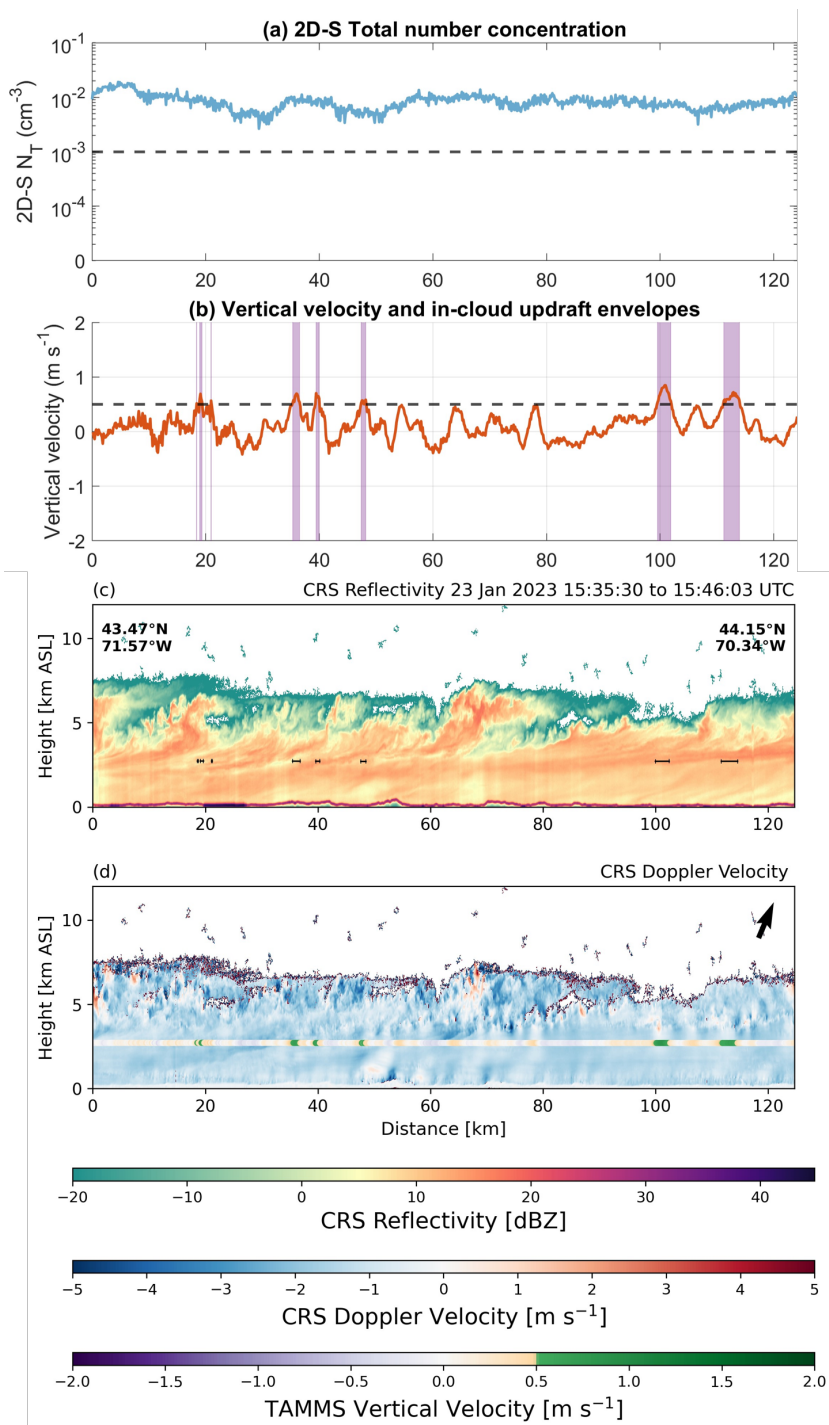 (a) 2D-S Total number concentration
10^-1
10^-2
10^-3
10^-4
0
2D-S N_T (cm^-3)
0 20 40 60 80 100 120
(b) Vertical velocity and in-cloud updraft envelopes
2
1
0
-1
-2
Vertical velocity (m s^-1)
0 20 40 60 80 100 120
(c) CRS Reflectivity 23 Jan 2023 15:35:30 to 15:46:03 UTC
43.47°N 44.15°N
71.57°W 70.34°W
10
5
0
Height [km ASL]
0 20 40 60 80 100 120
(d) CRS Doppler Velocity
10
5
0
Height [km ASL]
0 20 40 60 80 100 120
Distance [km]
−20 −10 0 10 20 30 40
CRS Reflectivity [dBZ]
−5 −4 −3 −2 −1 0 1 2 3 4 5
CRS Doppler Velocity [m s^−1]
−2.0 −1.5 −1.0 −0.5 0.0 0.5 1.0 1.5 2.0
TAMMS Vertical Velocity [m s^−1]